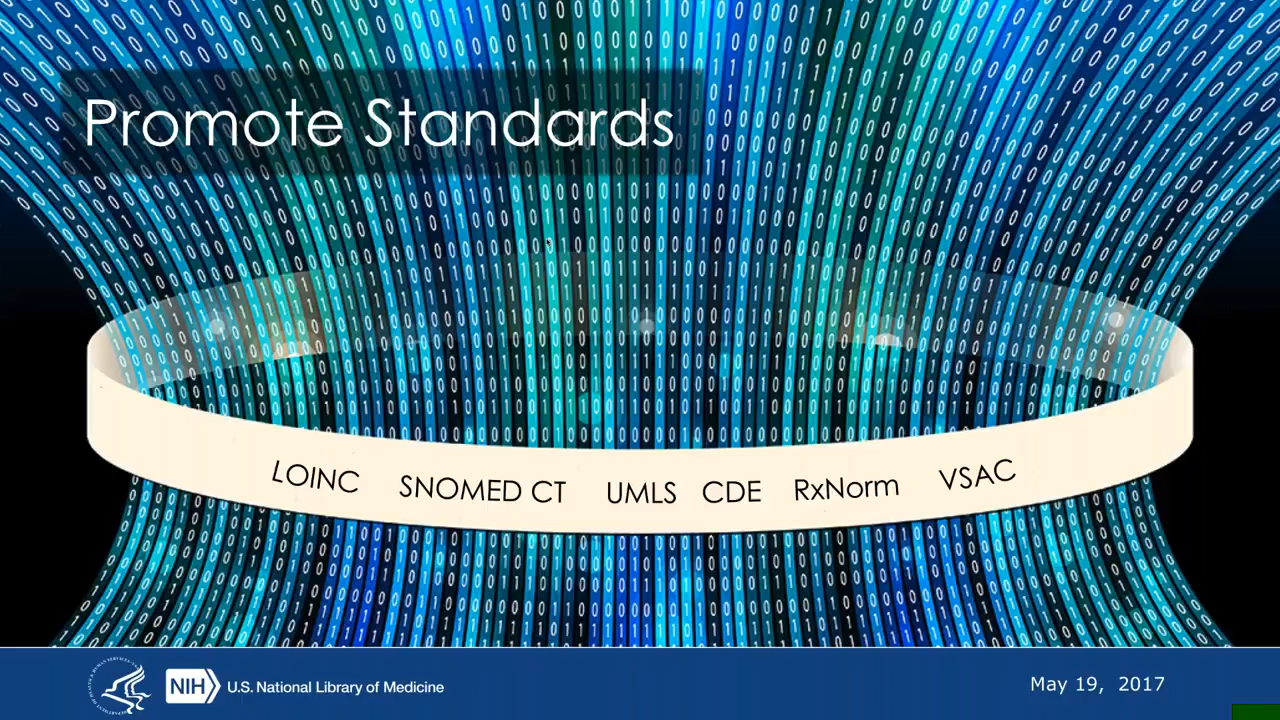 Promote Standards
LOINC SNOMED CT UMLS CDE RxNorm VSAC
NIH U.S. National Library of Medicine
May 19, 2017